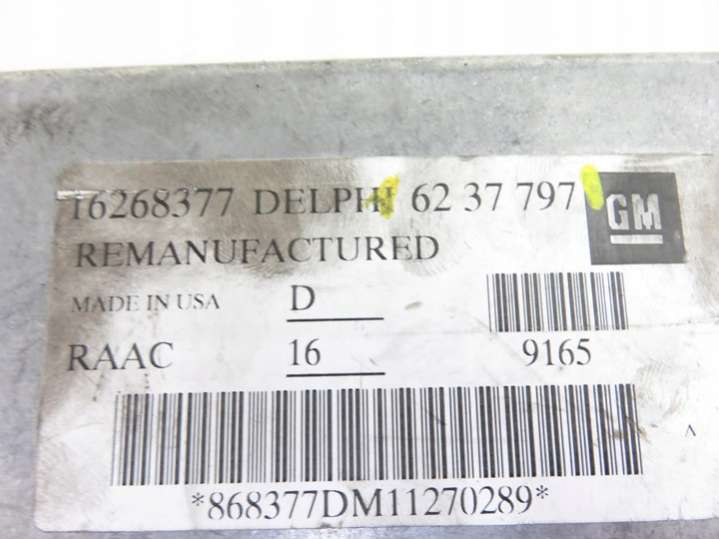 16268377 DELPHI 62 37 797 GM
REMANUFACTURED
MADE IN USA D
RAAC 16 9165
*868377DM11270289*